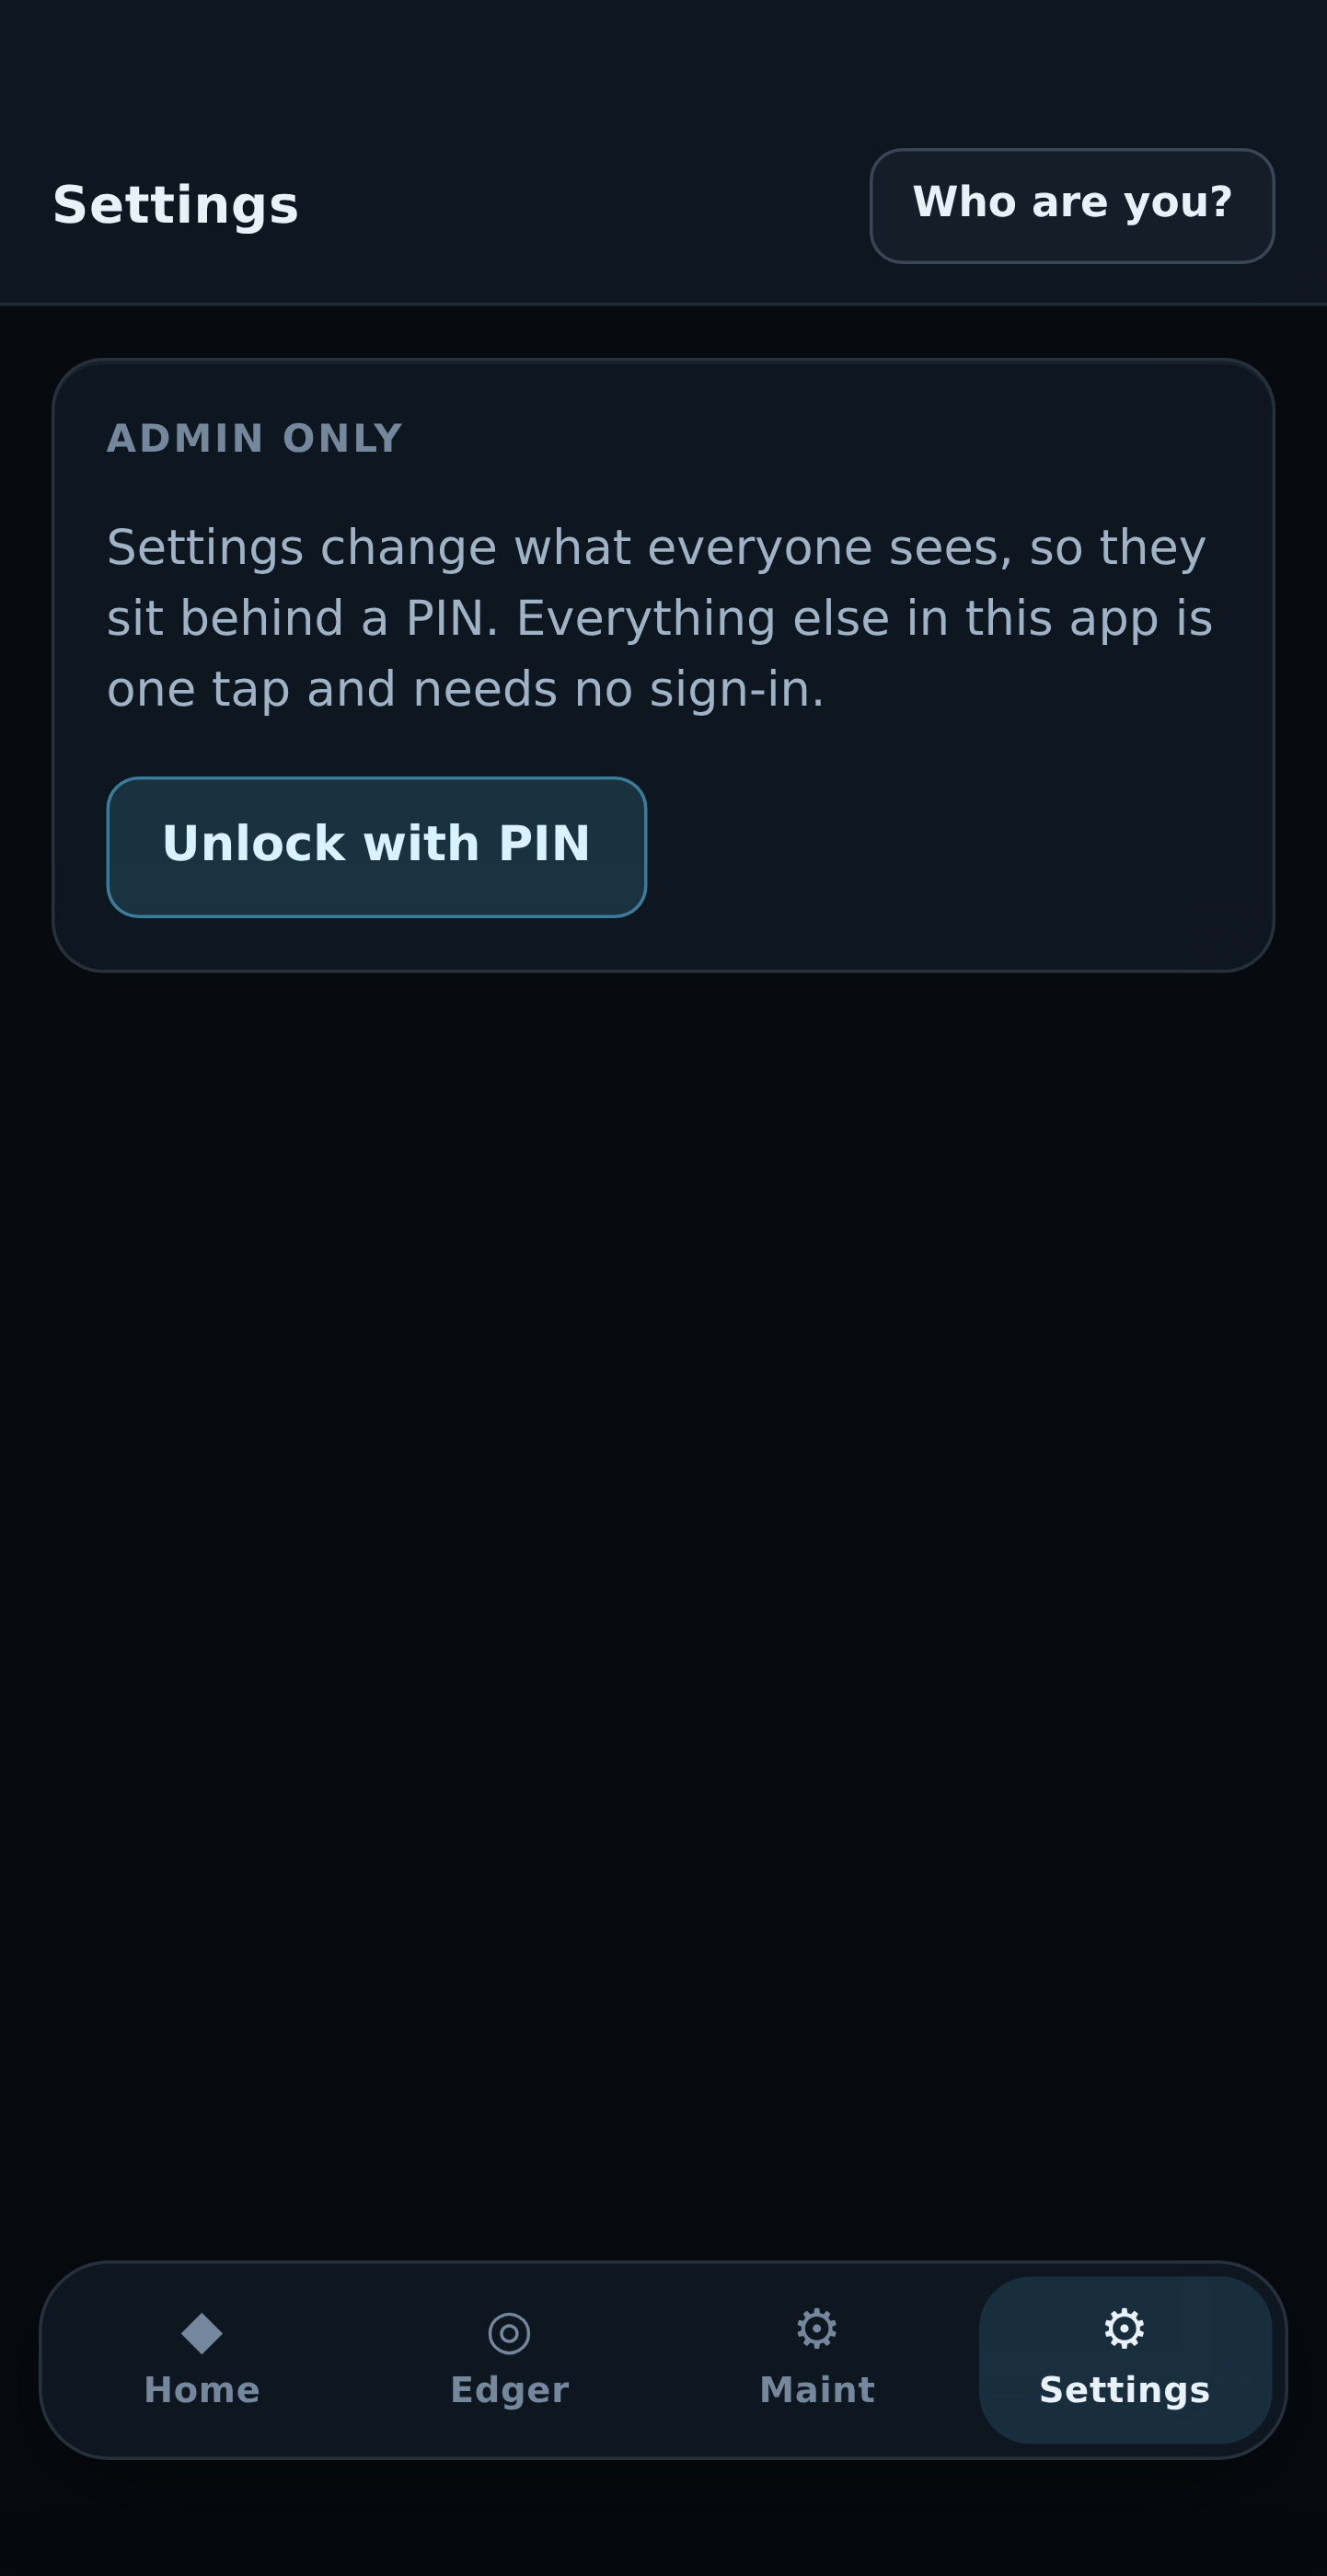 Settings
Who are you?
ADMIN ONLY
Settings change what everyone sees, so they
sit behind a PIN. Everything else in this app is
one tap and needs no sign-in.
Unlock with PIN
Home
Edger
Maint
Settings